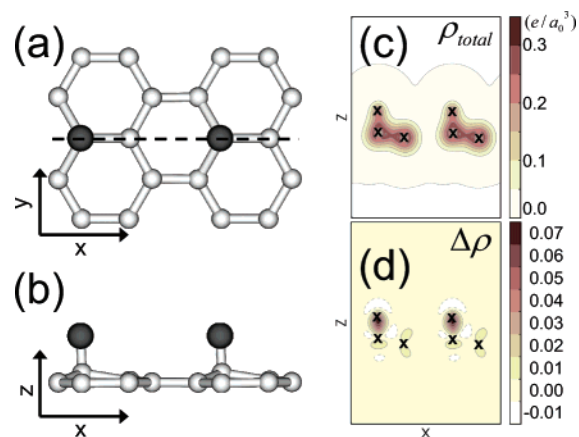 (a)
y
x
(b)
z
x
(c)
ρ_total
(e/a₀³)
0.3
0.2
0.1
0.0
z
x x x x x x
(d)
Δρ
0.07
0.06
0.05
0.04
0.03
0.02
0.01
0.00
-0.01
z
x x x x x x
x